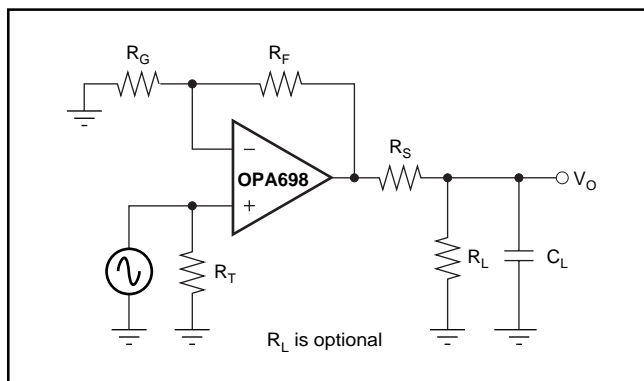 R_G
R_F
R_S
−
OPA698
+
V_O
R_T
R_L
C_L
R_L is optional